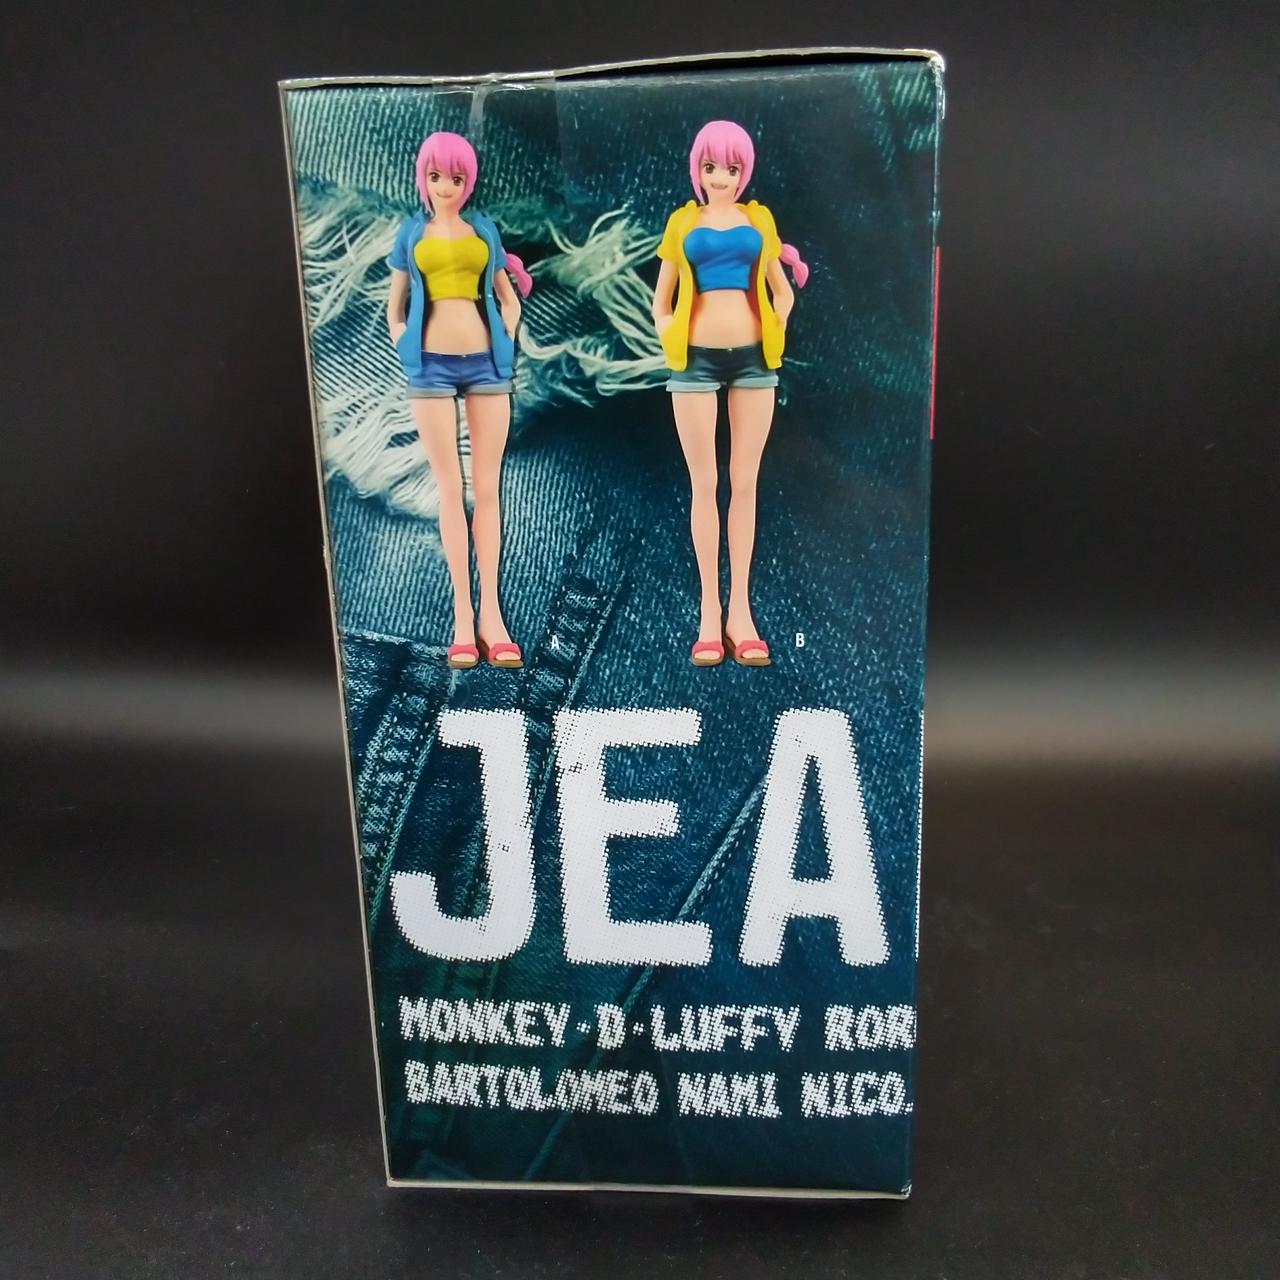 A
B
JEA
MONKEY·D·LUFFY ROR
BARTOLOMEO NAMI NICO.